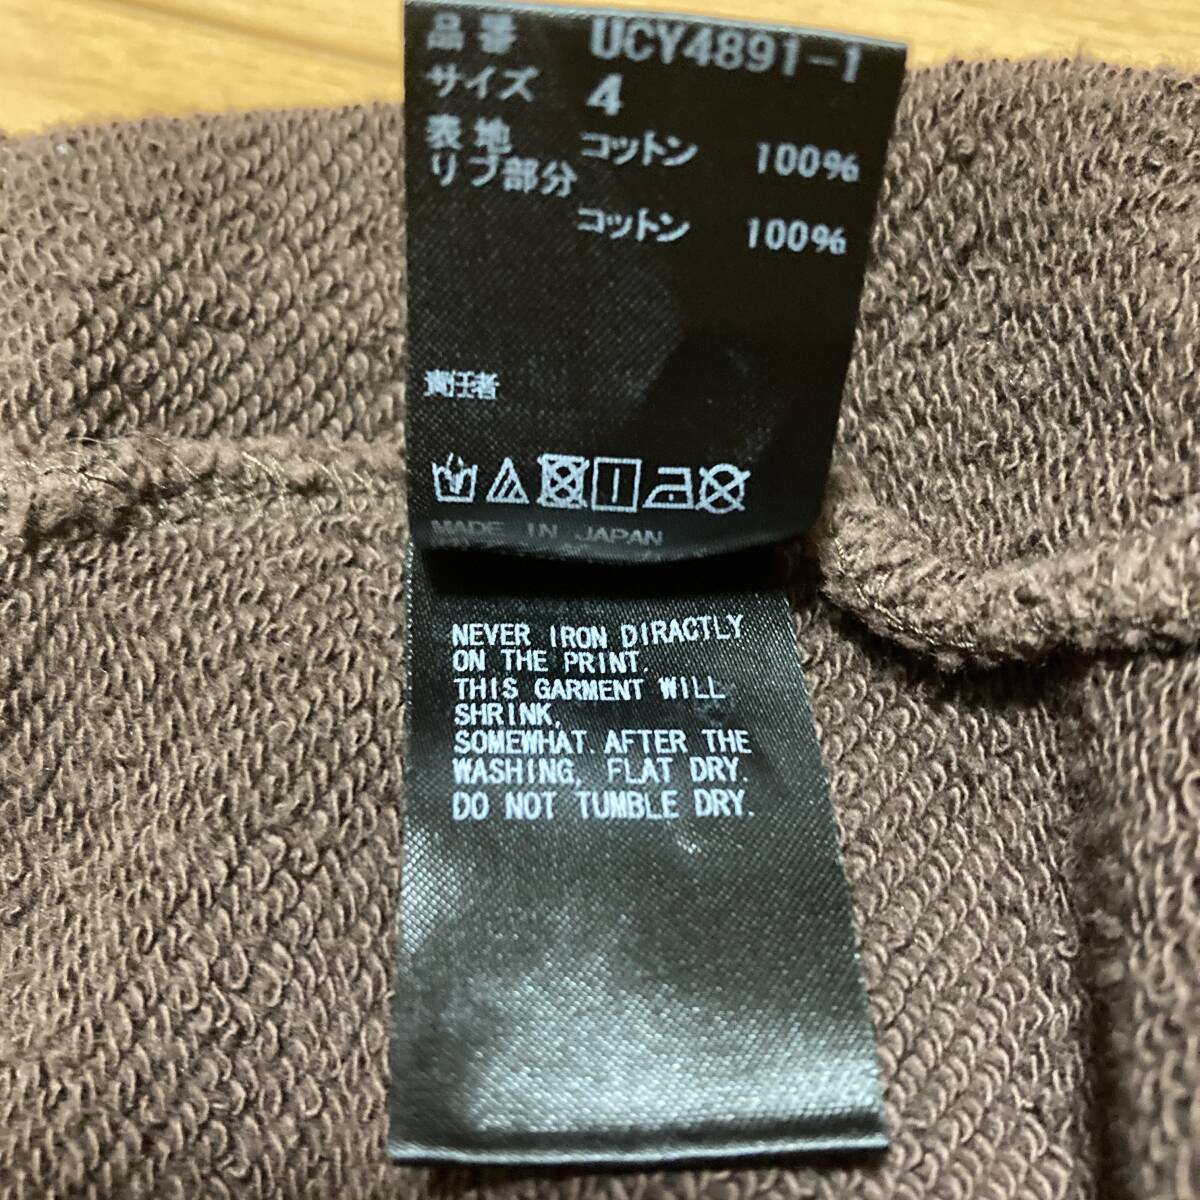 品番 UCY4891-1
サイズ 4
表地 コットン 100%
リブ部分
コットン 100%
責任者
MADE IN JAPAN
NEVER IRON DIRACTLY
ON THE PRINT.
THIS GARMENT WILL
SHRINK,
SOMEWHAT.AFTER THE
WASHING, FLAT DRY.
DO NOT TUMBLE DRY.